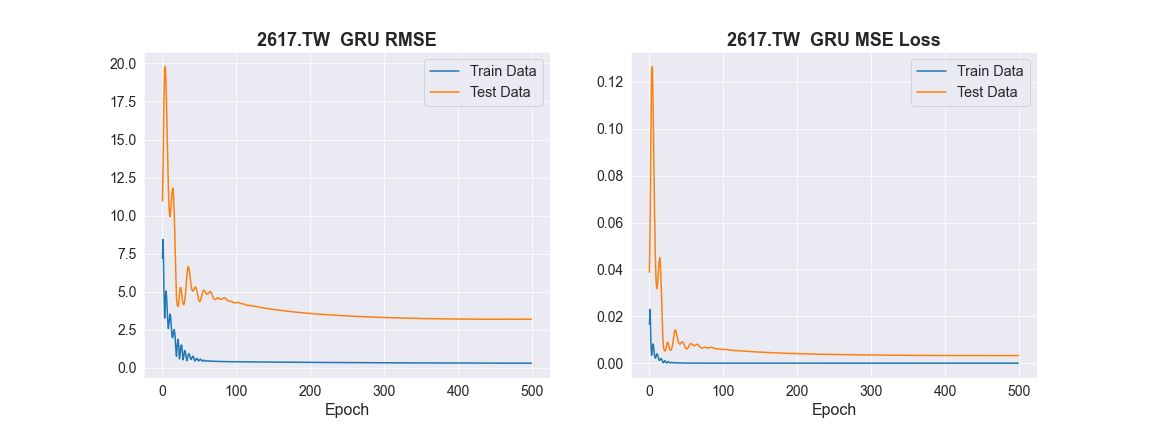 2617.TW  GRU RMSE
Train Data
Test Data
20.0
17.5
15.0
12.5
10.0
7.5
5.0
2.5
0.0
0 100 200 300 400 500
Epoch
2617.TW  GRU MSE Loss
Train Data
Test Data
0.12
0.10
0.08
0.06
0.04
0.02
0.00
0 100 200 300 400 500
Epoch